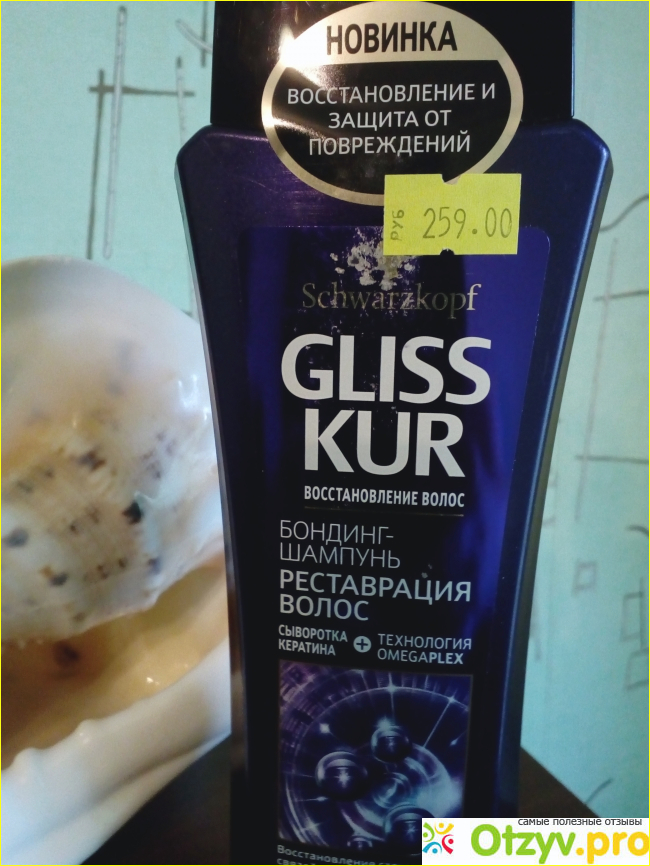 НОВИНКА
ВОССТАНОВЛЕНИЕ И
ЗАЩИТА ОТ
ПОВРЕЖДЕНИЙ
РУБ 259.00
Schwarzkopf
GLISS
KUR
ВОССТАНОВЛЕНИЕ ВОЛОС
БОНДИНГ-
ШАМПУНЬ
РЕСТАВРАЦИЯ
ВОЛОС
СЫВОРОТКА
КЕРАТИНА
+
ТЕХНОЛОГИЯ
OMEGAPLEX
Восстановления
самые полезные отзывы
Otzyv.pro